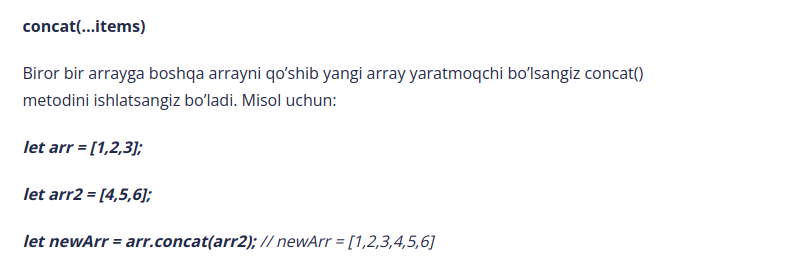 concat(...items)
Biror bir arrayga boshqa arrayni qo’shib yangi array yaratmoqchi bo’lsangiz concat()
metodini ishlatsangiz bo’ladi. Misol uchun:
let arr = [1,2,3];
let arr2 = [4,5,6];
let newArr = arr.concat(arr2); // newArr = [1,2,3,4,5,6]